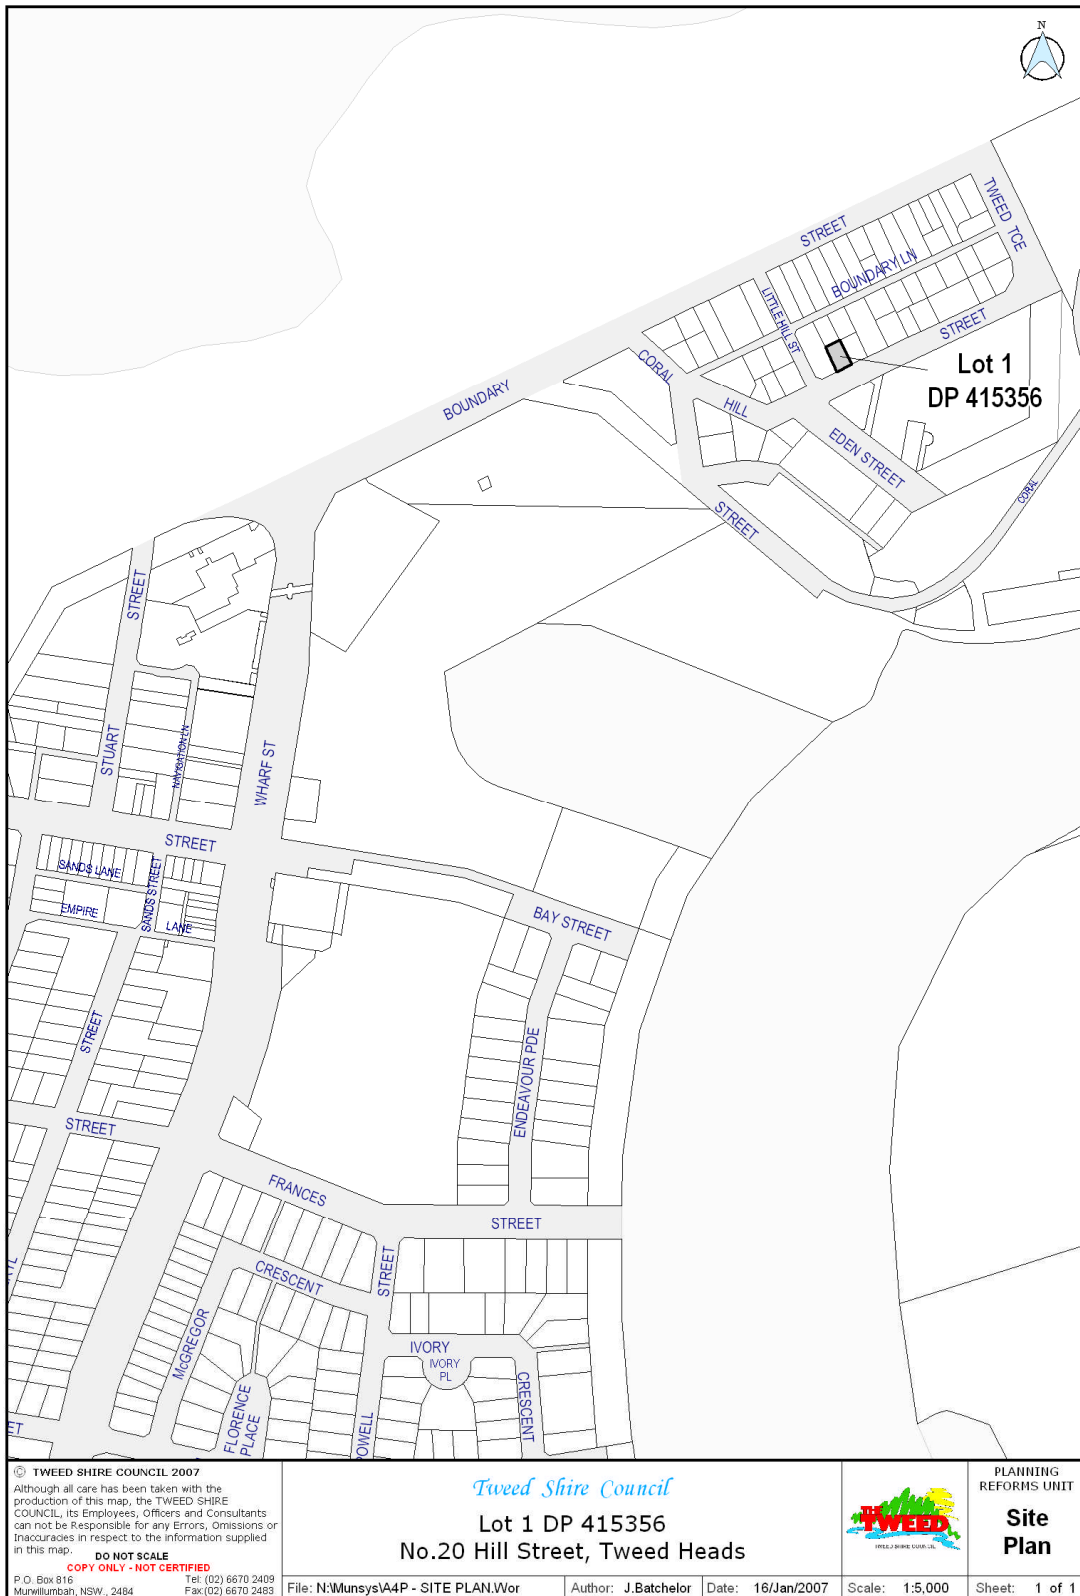 N
TWEED TCE
STREET
BOUNDARY LN
LITTLE HILL ST
STREET
CORAL
Lot 1
DP 415356
BOUNDARY
HILL
EDEN STREET
CORAL
STREET
STREET
STUART
NAVIGATION LN
WHARF ST
STREET
SANDS LANE
SANDS STREET
EMPIRE
LANE
BAY STREET
STREET
ENDEAVOUR PDE
STREET
FRANCES
STREET
STREET
CRESCENT
McGREGOR
IVORY
IVORY
PL
CRESCENT
FLORENCE
PLACE
POWELL
ET
© TWEED SHIRE COUNCIL 2007
Although all care has been taken with the
production of this map, the TWEED SHIRE
COUNCIL, its Employees, Officers and Consultants
can not be Responsible for any Errors, Omissions or
Inaccuracies in respect to the information supplied
in this map.
DO NOT SCALE
COPY ONLY - NOT CERTIFIED
P.O. Box 816 Tel: (02) 6670 2409
Murwillumbah, NSW., 2484 Fax:(02) 6670 2483
Tweed Shire Council
Lot 1 DP 415356
No.20 Hill Street, Tweed Heads
File: N:\Munsys\A4P - SITE PLAN.Wor
Author: J.Batchelor
Date: 16/Jan/2007
THE
TWEED
TWEED SHIRE COUNCIL
Scale: 1:5,000
PLANNING
REFORMS UNIT
Site
Plan
Sheet: 1 of 1